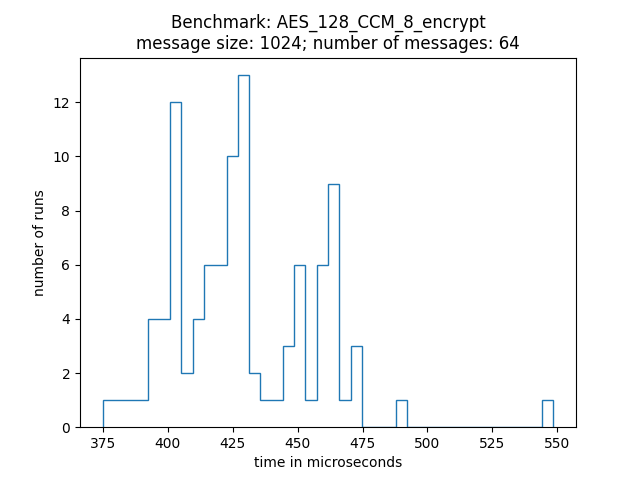 Benchmark: AES_128_CCM_8_encrypt
message size: 1024; number of messages: 64
number of runs
12
10
8
6
4
2
0
375 400 425 450 475 500 525 550
time in microseconds